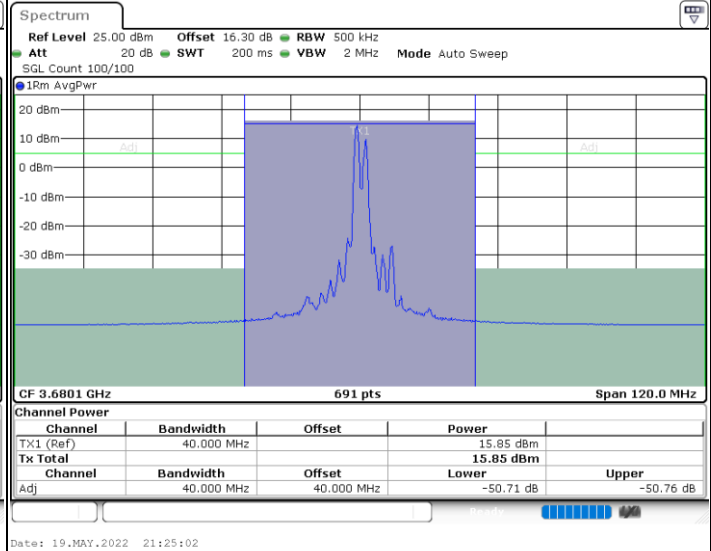 Spectrum
Ref Level 25.00 dBm Offset 16.30 dB RBW 500 kHz
Att 20 dB SWT 200 ms VBW 2 MHz Mode Auto Sweep
SGL Count 100/100
1Rm AvgPwr
20 dBm
TX1
10 dBm
Adj Adj
0 dBm
-10 dBm
-20 dBm
-30 dBm
CF 3.6801 GHz 691 pts Span 120.0 MHz
Channel Power
Channel Bandwidth Offset Power
TX1 (Ref) 40.000 MHz 15.85 dBm
Tx Total 15.85 dBm
Channel Bandwidth Offset Lower Upper
Adj 40.000 MHz 40.000 MHz -50.71 dB -50.76 dB
Ready
Date: 19.MAY.2022 21:25:02